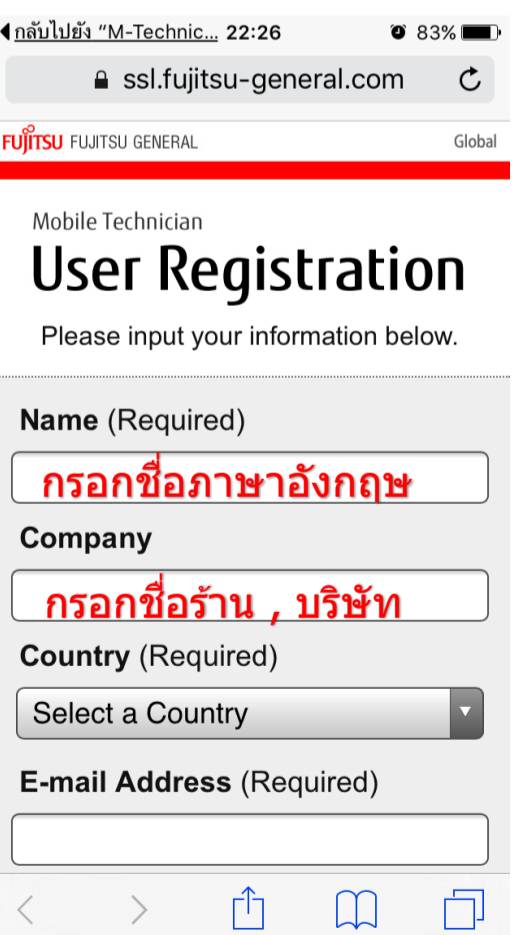 กลับไปยัง “M-Technic... 22:26 83%
ssl.fujitsu-general.com
FUJITSU FUJITSU GENERAL Global
Mobile Technician
User Registration
Please input your information below.
Name (Required)
กรอกชื่อภาษาอังกฤษ
Company
กรอกชื่อร้าน , บริษัท
Country (Required)
Select a Country
E-mail Address (Required)